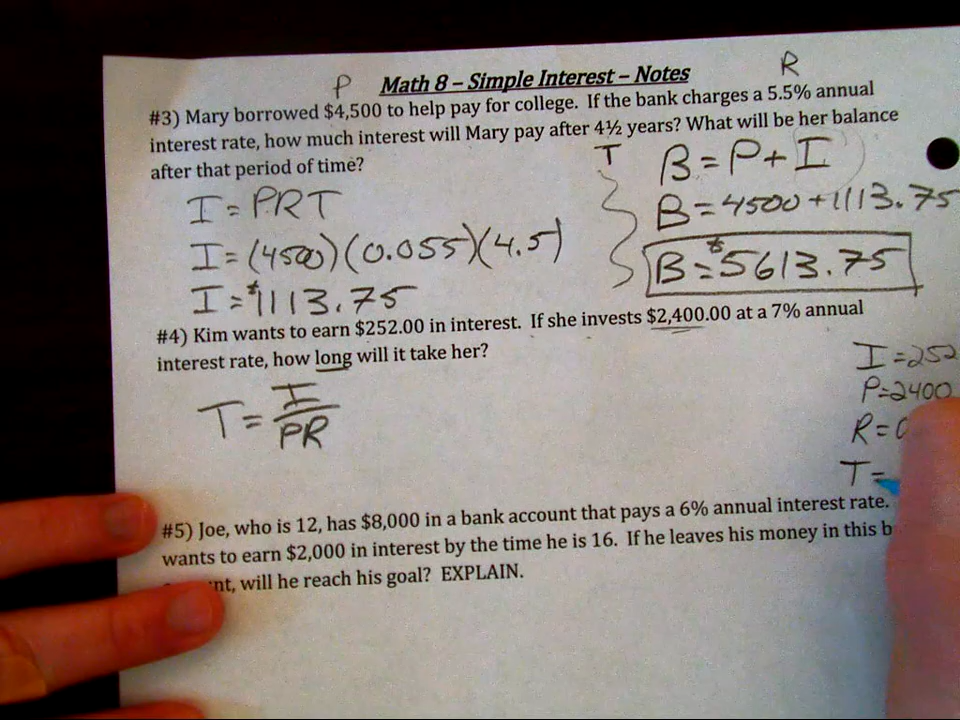 P
R
Math 8 – Simple Interest – Notes
#3) Mary borrowed $4,500 to help pay for college. If the bank charges a 5.5% annual
interest rate, how much interest will Mary pay after 4½ years? What will be her balance
after that period of time?
T
B = P + I
I = PRT
B = 4500 + 1113.75
I = (4500)(0.055)(4.5)
B = $5613.75
I = $1113.75
#4) Kim wants to earn $252.00 in interest. If she invests $2,400.00 at a 7% annual
interest rate, how long will it take her?
I = 252
P = 2400
T = I
PR
R = 0
T =
#5) Joe, who is 12, has $8,000 in a bank account that pays a 6% annual interest rate.
wants to earn $2,000 in interest by the time he is 16. If he leaves his money in this
will he reach his goal? EXPLAIN.